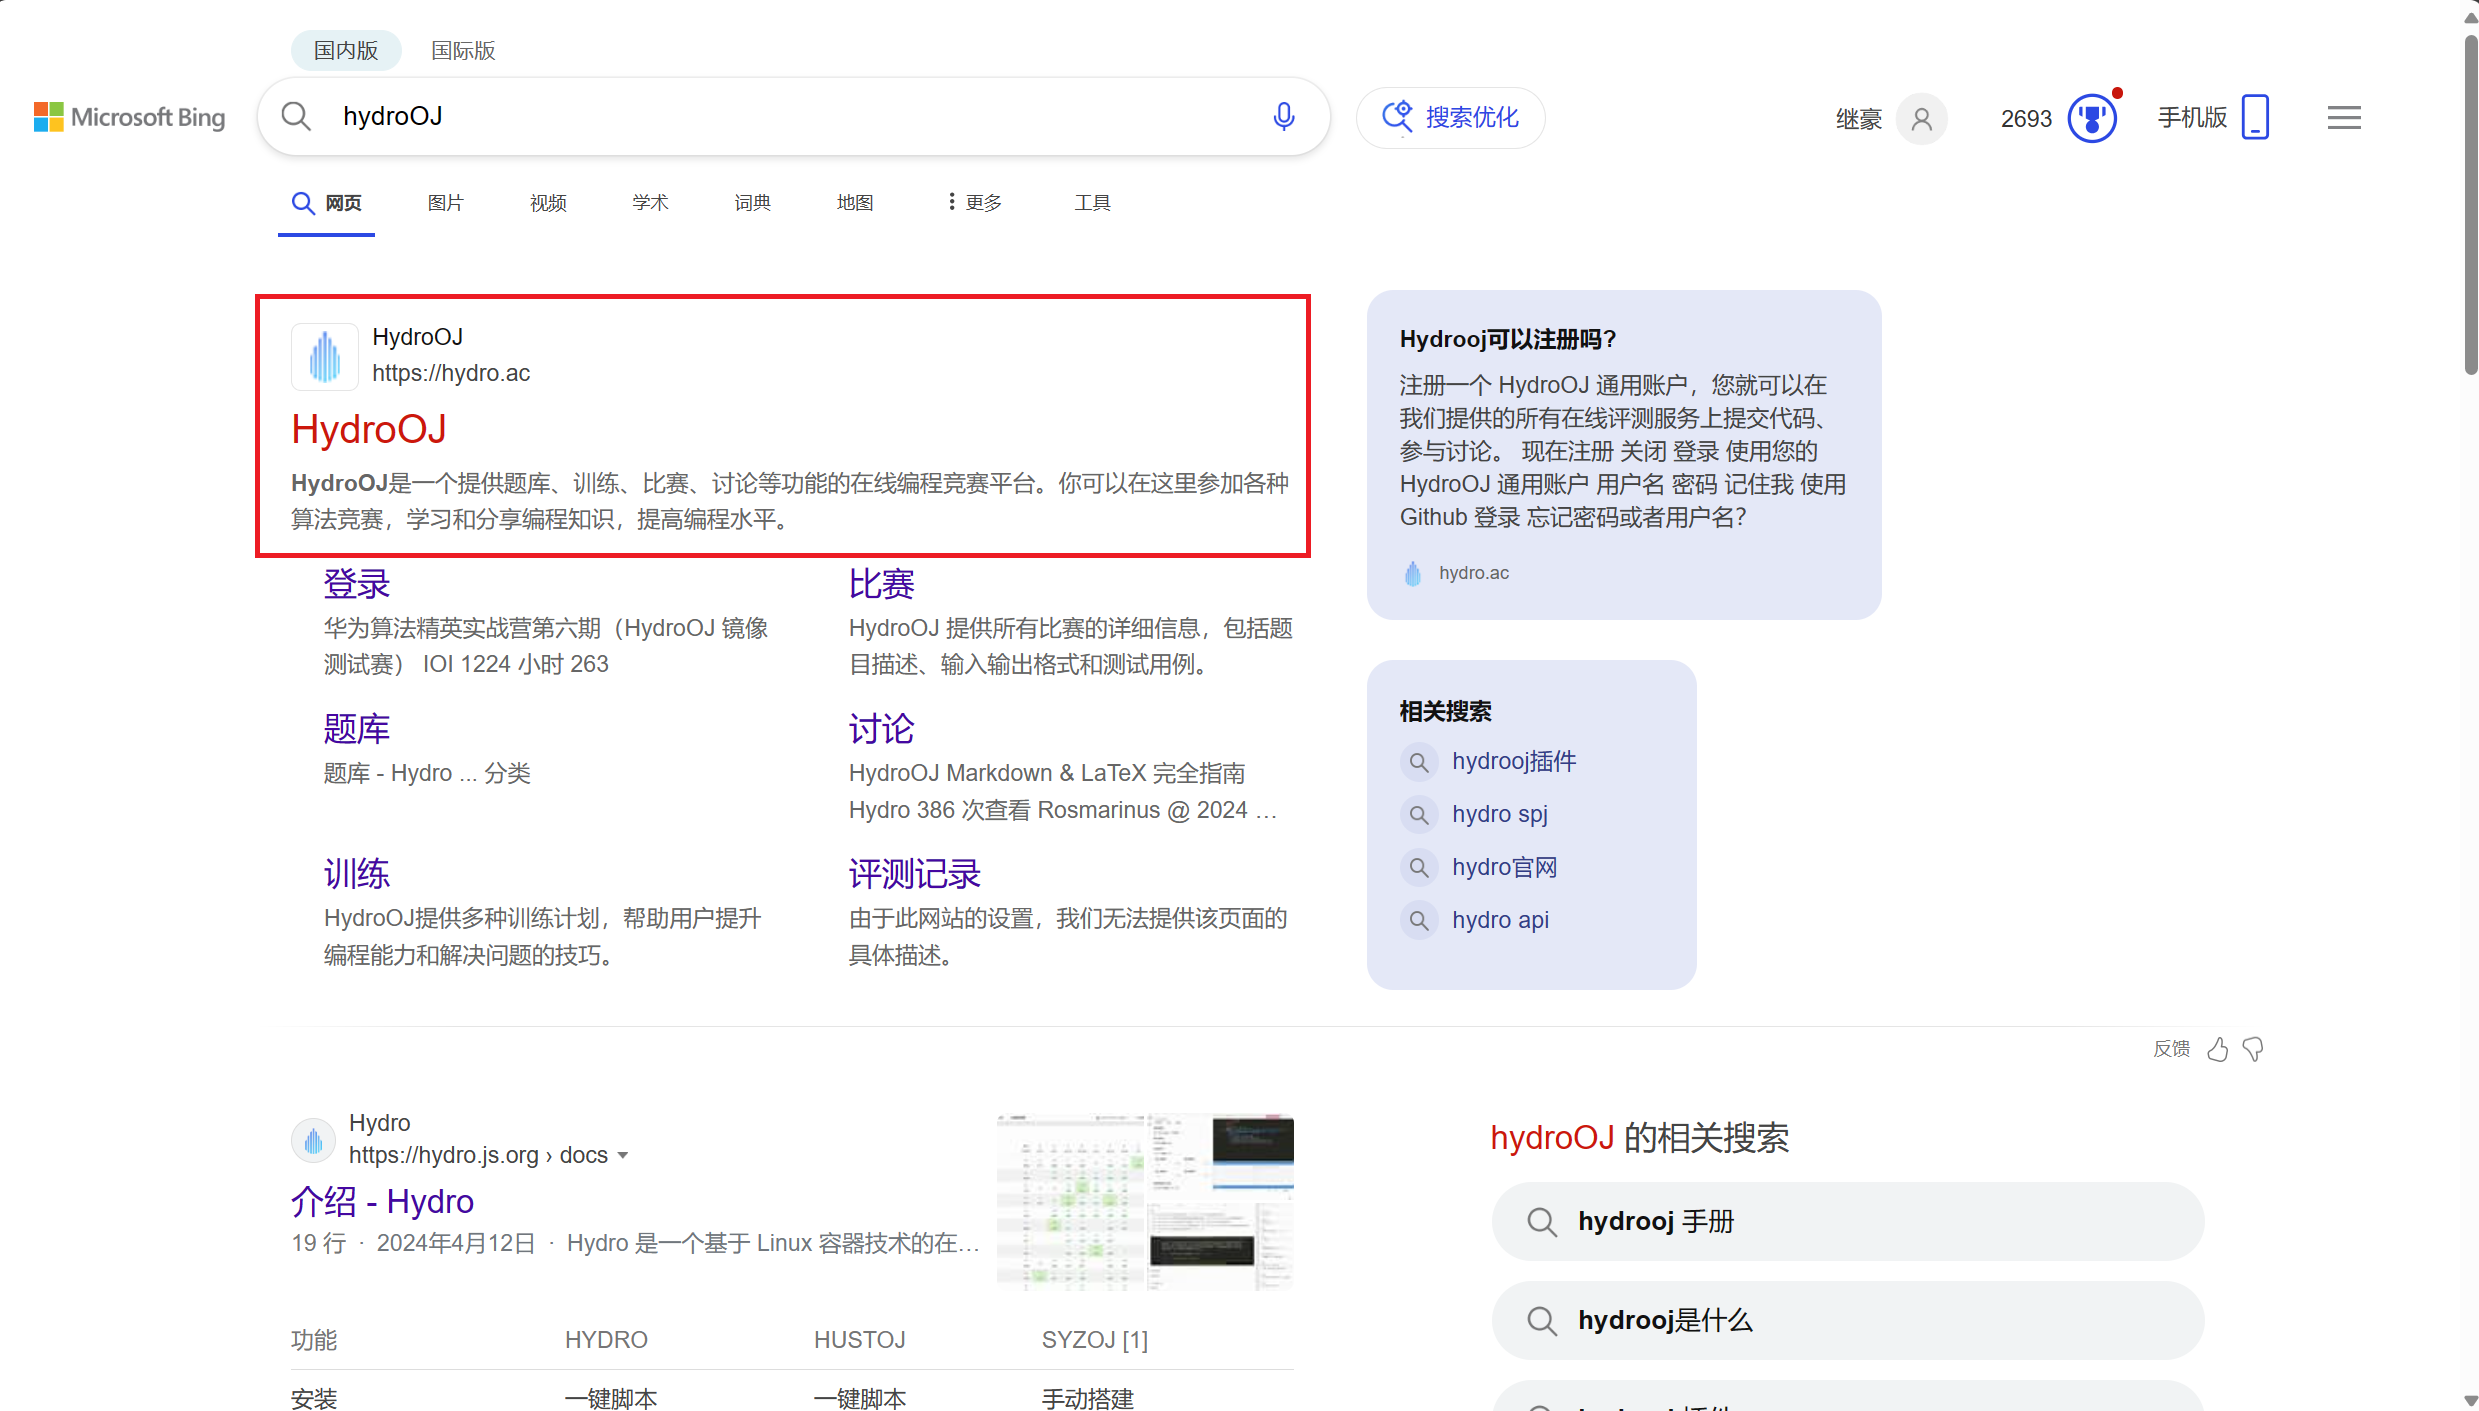 国内版 国际版
Microsoft Bing
hydroOJ
搜索优化
继豪
2693
手机版
网页 图片 视频 学术 词典 地图 更多 工具
HydroOJ
https://hydro.ac
HydroOJ
HydroOJ是一个提供题库、训练、比赛、讨论等功能的在线编程竞赛平台。你可以在这里参加各种
算法竞赛，学习和分享编程知识，提高编程水平。
登录
华为算法精英实战营第六期（HydroOJ 镜像
测试赛） IOI 1224 小时 263
比赛
HydroOJ 提供所有比赛的详细信息，包括题
目描述、输入输出格式和测试用例。
题库
题库 - Hydro ... 分类
讨论
HydroOJ Markdown & LaTeX 完全指南
Hydro 386 次查看 Rosmarinus @ 2024 …
训练
HydroOJ提供多种训练计划，帮助用户提升
编程能力和解决问题的技巧。
评测记录
由于此网站的设置，我们无法提供该页面的
具体描述。
Hydrooj可以注册吗?
注册一个 HydroOJ 通用账户，您就可以在
我们提供的所有在线评测服务上提交代码、
参与讨论。 现在注册 关闭 登录 使用您的
HydroOJ 通用账户 用户名 密码 记住我 使用
Github 登录 忘记密码或者用户名?
hydro.ac
相关搜索
hydrooj插件
hydro spj
hydro官网
hydro api
反馈
Hydro
https://hydro.js.org › docs
介绍 - Hydro
19 行 · 2024年4月12日 · Hydro 是一个基于 Linux 容器技术的在…
功能 HYDRO HUSTOJ SYZOJ [1]
安装 一键脚本 一键脚本 手动搭建
hydroOJ 的相关搜索
hydrooj 手册
hydrooj是什么